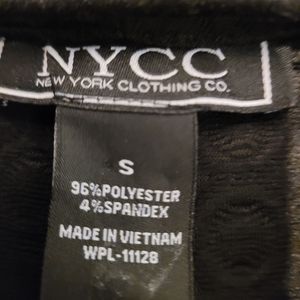 NYCC
NEW YORK CLOTHING CO.
S
96%POLYESTER
4%SPANDEX
MADE IN VIETNAM
WPL-11128